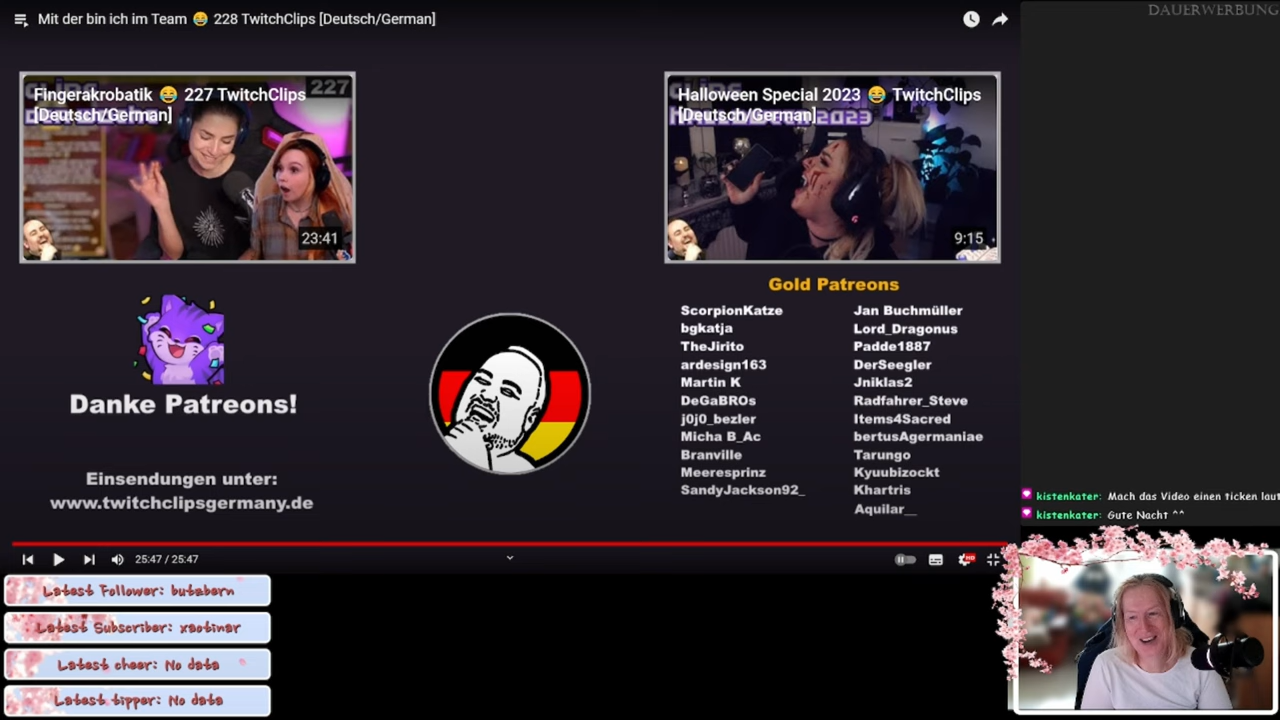 Mit der bin ich im Team 😂 228 TwitchClips [Deutsch/German]
DAUERWERBUNG
Fingerakrobatik 😂 227 TwitchClips
[Deutsch/German]
227
23:41
Halloween Special 2023 😂 TwitchClips
[Deutsch/German]
2023
9:15
Gold Patreons
ScorpionKatze
bgkatja
TheJirito
ardesign163
Martin K
DeGaBROs
j0j0_bezler
Micha B_Ac
Branville
Meeresprinz
SandyJackson92_
Jan Buchmüller
Lord_Dragonus
Padde1887
DerSeegler
Jniklas2
Radfahrer_Steve
Items4Sacred
bertusAgermaniae
Tarungo
Kyuubizockt
Khartris
Aquilar__
Danke Patreons!
Einsendungen unter:
www.twitchclipsgermany.de
kistenkater: Mach das Video einen ticken laut
kistenkater: Gute Nacht ^^
25:47 / 25:47
HD
Latest Follower: butabern
Latest Subscriber: xaotinar
Latest cheer: No data
Latest tipper: No data